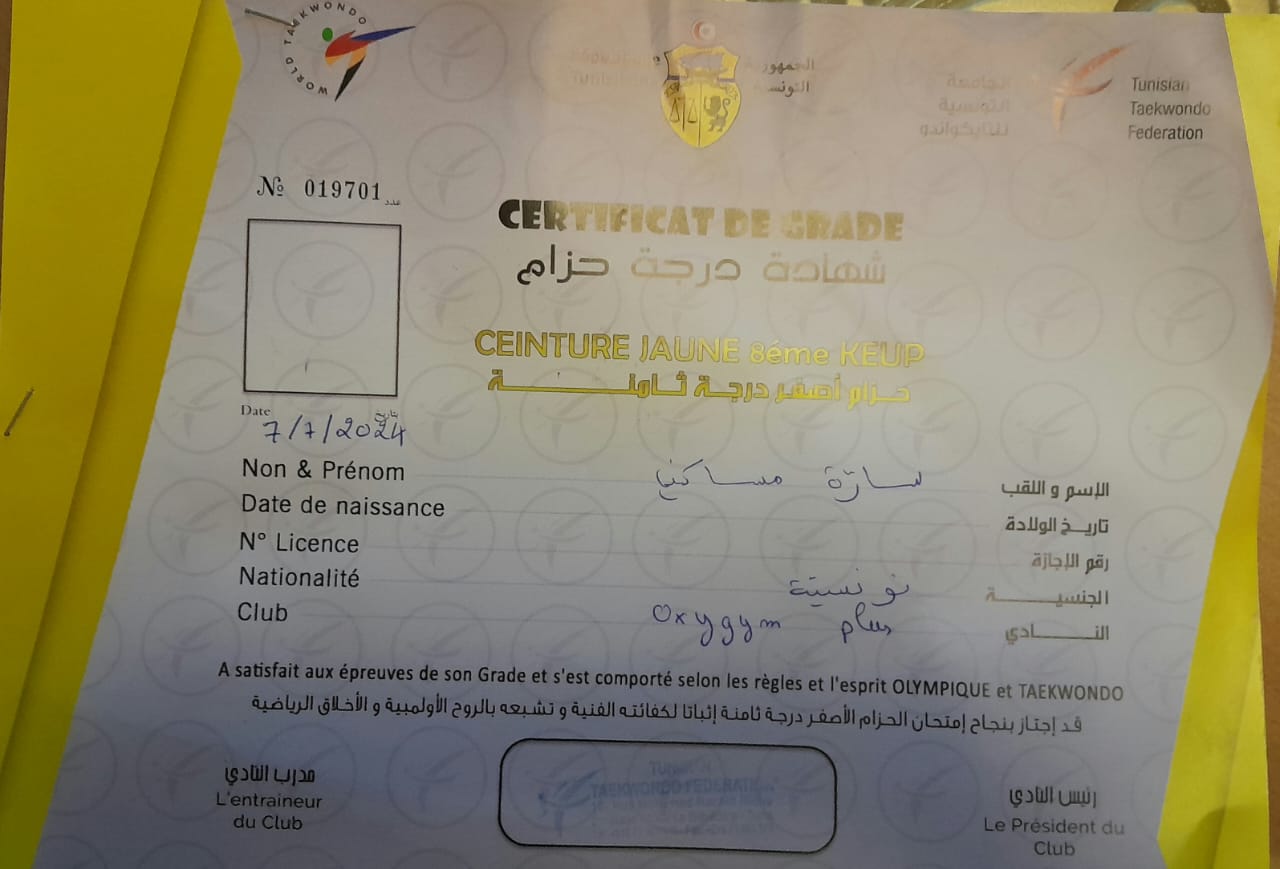 WORLD TAEKWONDO
République
Tunisienne
الجمهورية
التونسية
الجامعة
التونسية
للتايكواندو
Tunisian
Taekwondo
Federation
№ 019701 عدد
CERTIFICAT DE GRADE
شهادة درجة حزام
CEINTURE JAUNE 8éme KEUP
حزام أصفر درجة ثامنة
Date 7/7/2024 تاريخ
Non & Prénom سارة مساكني الإسم و اللقب
Date de naissance تاريخ الولادة
N° Licence رقم الإجازة
Nationalité تونسية الجنسية
Club Oxygym plus النادي
A satisfait aux épreuves de son Grade et s'est comporté selon les règles et l'esprit OLYMPIQUE et TAEKWONDO
قد إجتاز بنجاح إمتحان الحزام الأصفر درجة ثامنة إثباتا لكفائته الفنية و تشبعه بالروح الأولمبية و الأخلاق الرياضية
مدرب النادي
L'entraineur
du Club
TAEKWONDO FEDERATION
رئيس النادي
Le Président du
Club